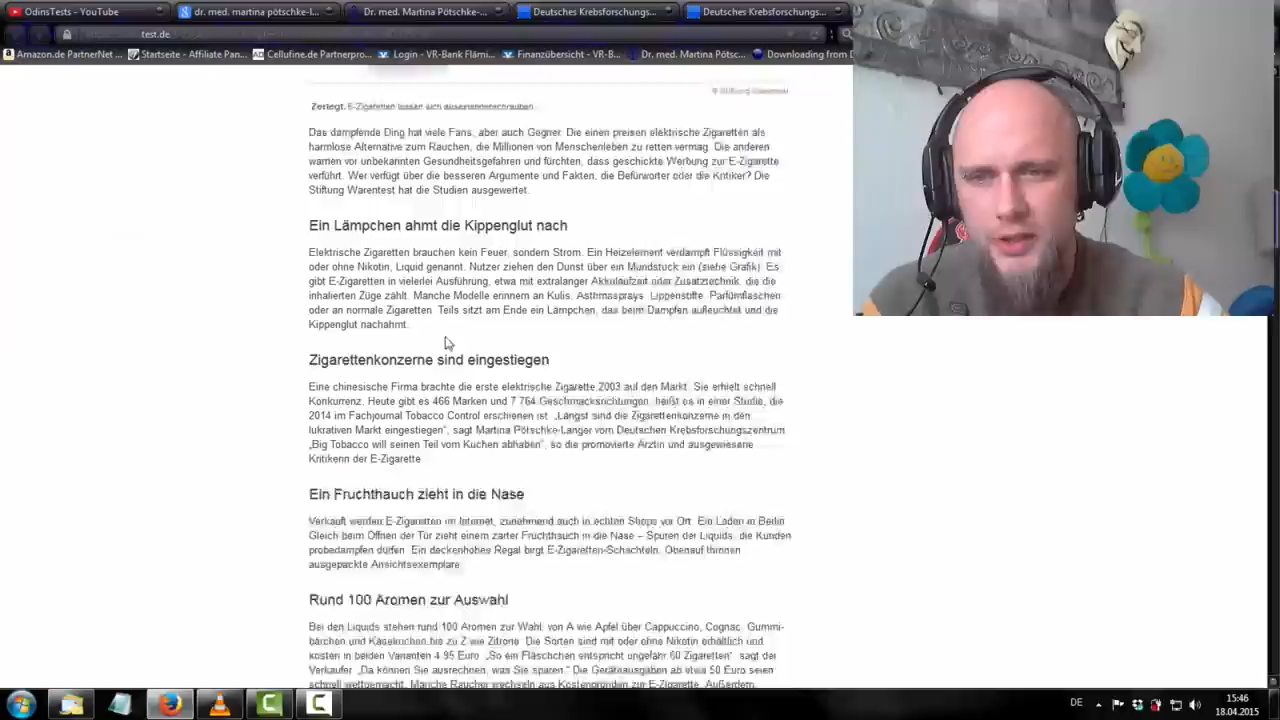 OdinsTests - YouTube
dr. med. martina pötschke-l...
Dr. med. Martina Pötschke-...
Deutsches Krebsforschungs...
Deutsches Krebsforschungs...
test.de
Amazon.de PartnerNet
Startseite - Affiliate Pan...
AD Cellufine.de Partnerpro...
Login - VR-Bank Flämi...
Finanzübersicht - VR-B...
Dr. med. Martina Pötsc...
Downloading from
© Stiftung Warentest
Zerlegt. E-Zigaretten lassen sich auseinanderschrauben.
Das dampfende Ding hat viele Fans, aber auch Gegner. Die einen preisen elektrische Zigaretten als
harmlose Alternative zum Rauchen, die Millionen von Menschenleben zu retten vermag. Die anderen
warnen vor unbekannten Gesundheitsgefahren und fürchten, dass geschickte Werbung zur E-Zigarette
verführt. Wer verfügt über die besseren Argumente und Fakten, die Befürworter oder die Kritiker? Die
Stiftung Warentest hat die Studien ausgewertet.
Ein Lämpchen ahmt die Kippenglut nach
Elektrische Zigaretten brauchen kein Feuer, sondern Strom. Ein Heizelement verdampft Flüssigkeit mit
oder ohne Nikotin, Liquid genannt. Nutzer ziehen den Dunst über ein Mundstück ein (siehe Grafik). Es
gibt E-Zigaretten in vielerlei Ausführung, etwa mit extralanger Akkulaufzeit oder Zusatztechnik, die die
inhalierten Züge zählt. Manche Modelle erinnern an Kulis, Asthmasprays, Lippenstifte, Parfümflaschen
oder an normale Zigaretten. Teils sitzt am Ende ein Lämpchen, das beim Dampfen aufleuchtet und die
Kippenglut nachahmt.
Zigarettenkonzerne sind eingestiegen
Eine chinesische Firma brachte die erste elektrische Zigarette 2003 auf den Markt. Sie erhielt schnell
Konkurrenz. Heute gibt es 466 Marken und 7 764 Geschmacksrichtungen, heißt es in einer Studie, die
2014 im Fachjournal Tobacco Control erschienen ist. „Längst sind die Zigarettenkonzerne in den
lukrativen Markt eingestiegen“, sagt Martina Pötschke-Langer vom Deutschen Krebsforschungszentrum.
„Big Tobacco will seinen Teil vom Kuchen abhaben“, so die promovierte Ärztin und ausgewiesene
Kritikerin der E-Zigarette.
Ein Fruchthauch zieht in die Nase
Verkauft werden E-Zigaretten im Internet, zunehmend auch in echten Shops vor Ort. Ein Laden in Berlin.
Gleich beim Öffnen der Tür zieht einem zarter Fruchthauch in die Nase – Spuren der Liquids, die Kunden
probedampfen dürfen. Ein deckenhohes Regal birgt E-Zigaretten-Schachteln. Obenauf thronen
ausgepackte Ansichtsexemplare.
Rund 100 Aromen zur Auswahl
Bei den Liquids stehen rund 100 Aromen zur Wahl: von A wie Apfel über Cappuccino, Cognac, Gummi-
bärchen und Käsekuchen bis zu Z wie Zitrone. Die Sorten sind mit oder ohne Nikotin erhältlich und
kosten in beiden Varianten 4,95 Euro. „So ein Fläschchen entspricht ungefähr 60 Zigaretten“, sagt der
Verkäufer. „Da können Sie ausrechnen, was Sie sparen.“ Die Geräteausgaben ab etwa 50 Euro seien
schnell wettgemacht. Manche Raucher wechseln aus Kostengründen zur E-Zigarette. Außerdem
DE
15:46
18.04.2015